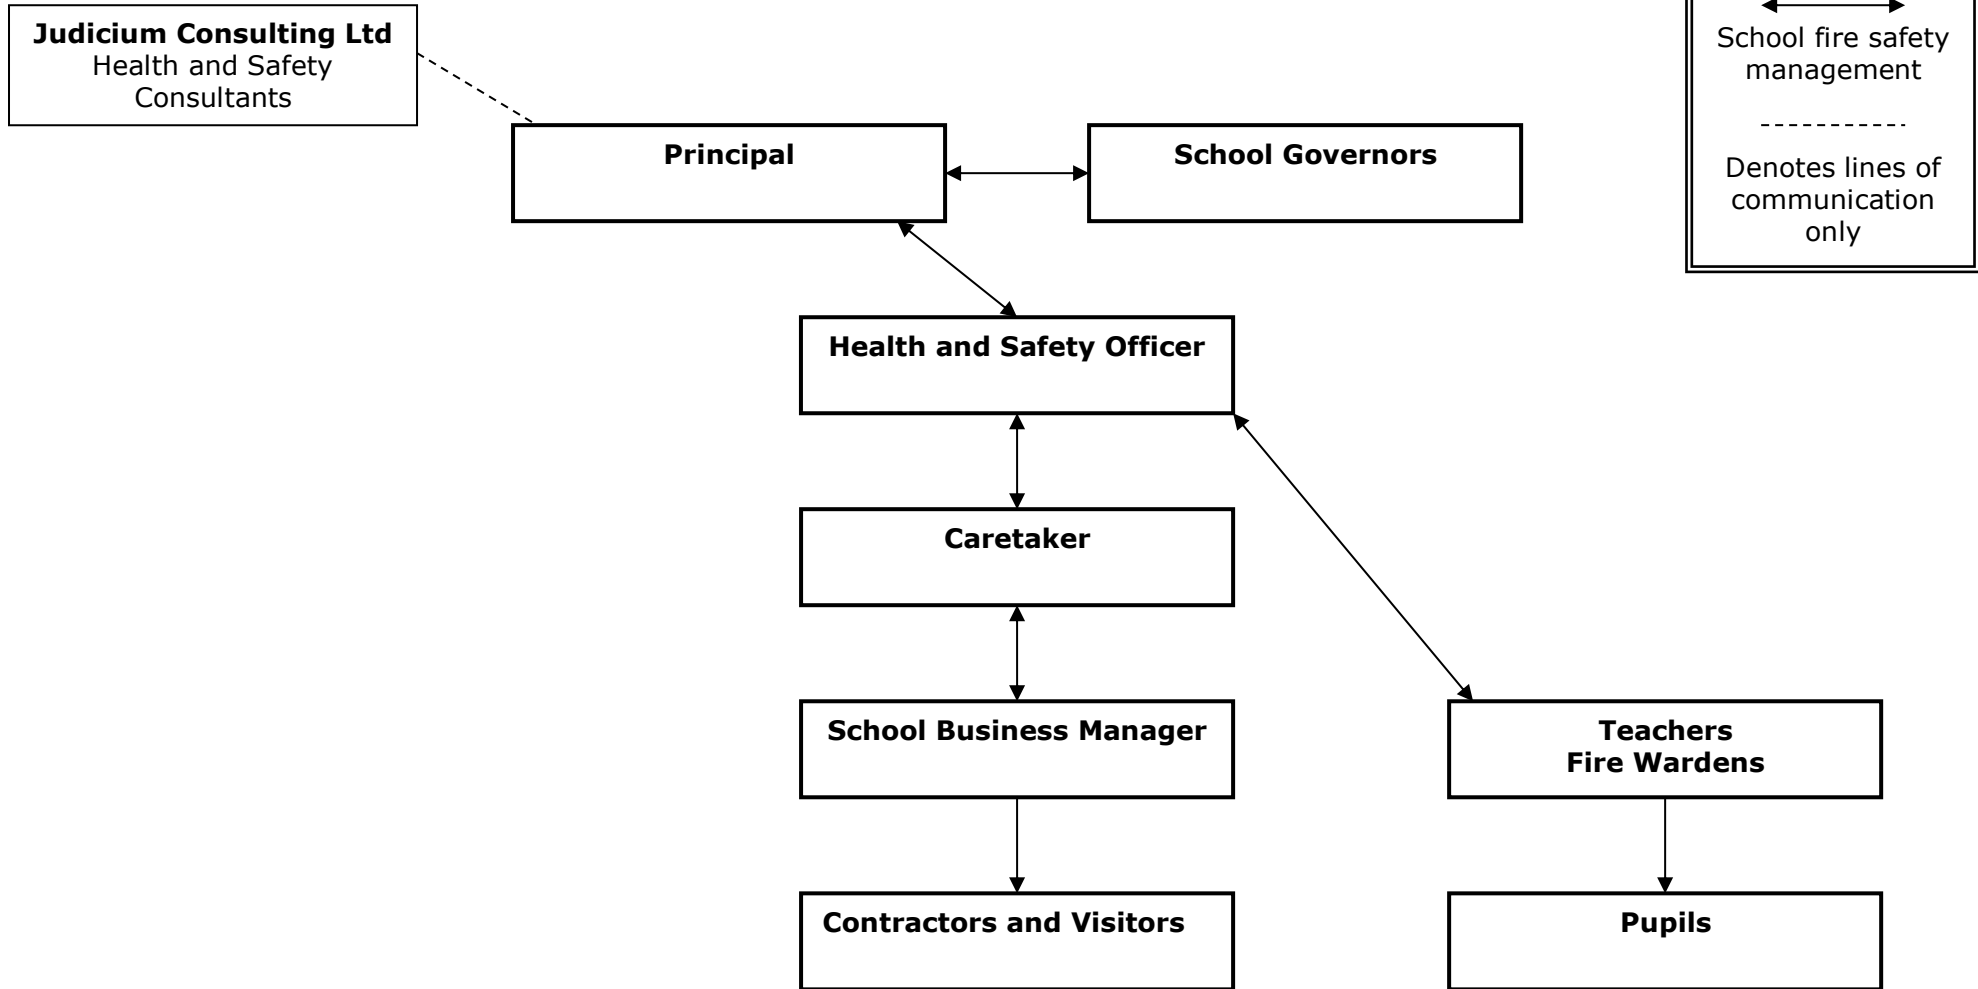 Judicium Consulting Ltd
Health and Safety
Consultants
School fire safety
management
Denotes lines of
communication
only
Principal
School Governors
Health and Safety Officer
Caretaker
School Business Manager
Teachers
Fire Wardens
Contractors and Visitors
Pupils